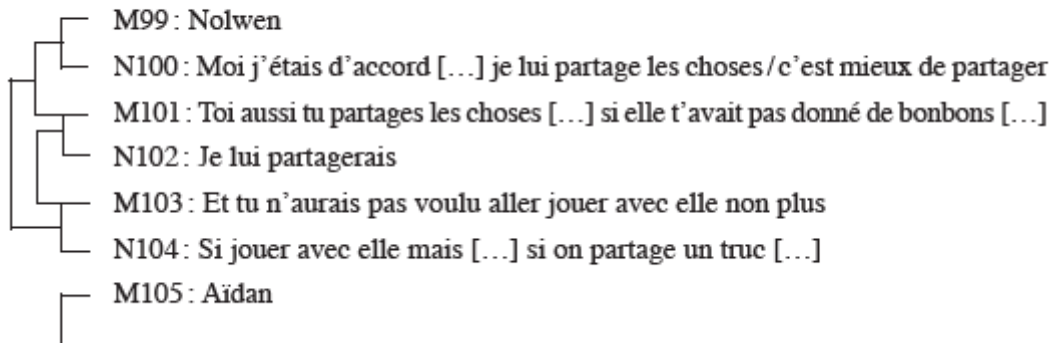 M99 : Nolwen
N100 : Moi j’étais d’accord […] je lui partage les choses / c’est mieux de partager
M101 : Toi aussi tu partages les choses […] si elle t’avait pas donné de bonbons […]
N102 : Je lui partagerais
M103 : Et tu n’aurais pas voulu aller jouer avec elle non plus
N104 : Si jouer avec elle mais […] si on partage un truc […]
M105 : Aïdan